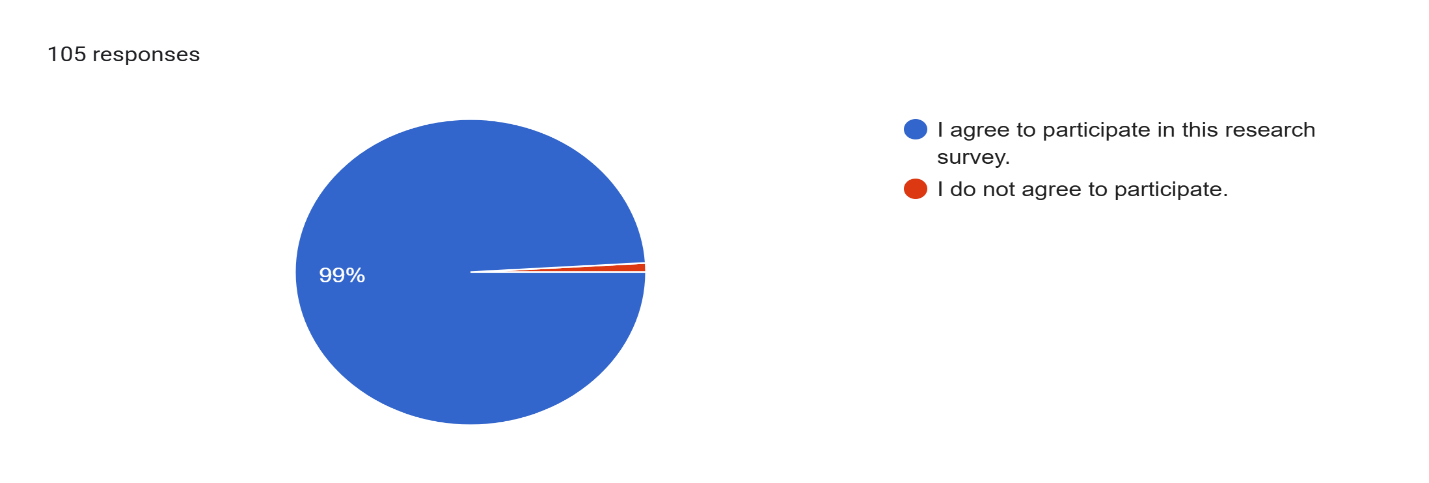 105 responses
99%
I agree to participate in this research
survey.
I do not agree to participate.